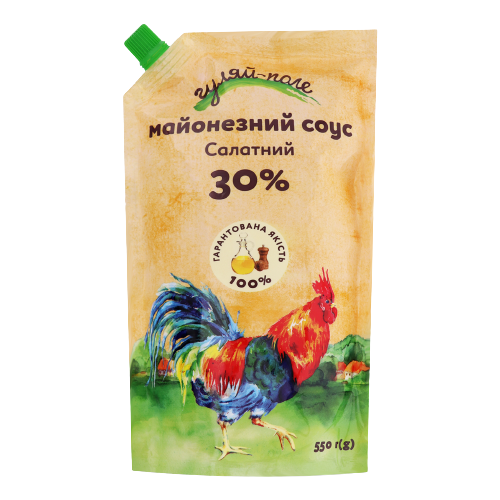 гуляй-поле
майонезний соус
Салатний
30%
ГАРАНТОВАНА ЯКІСТЬ
100%
550 г(g)